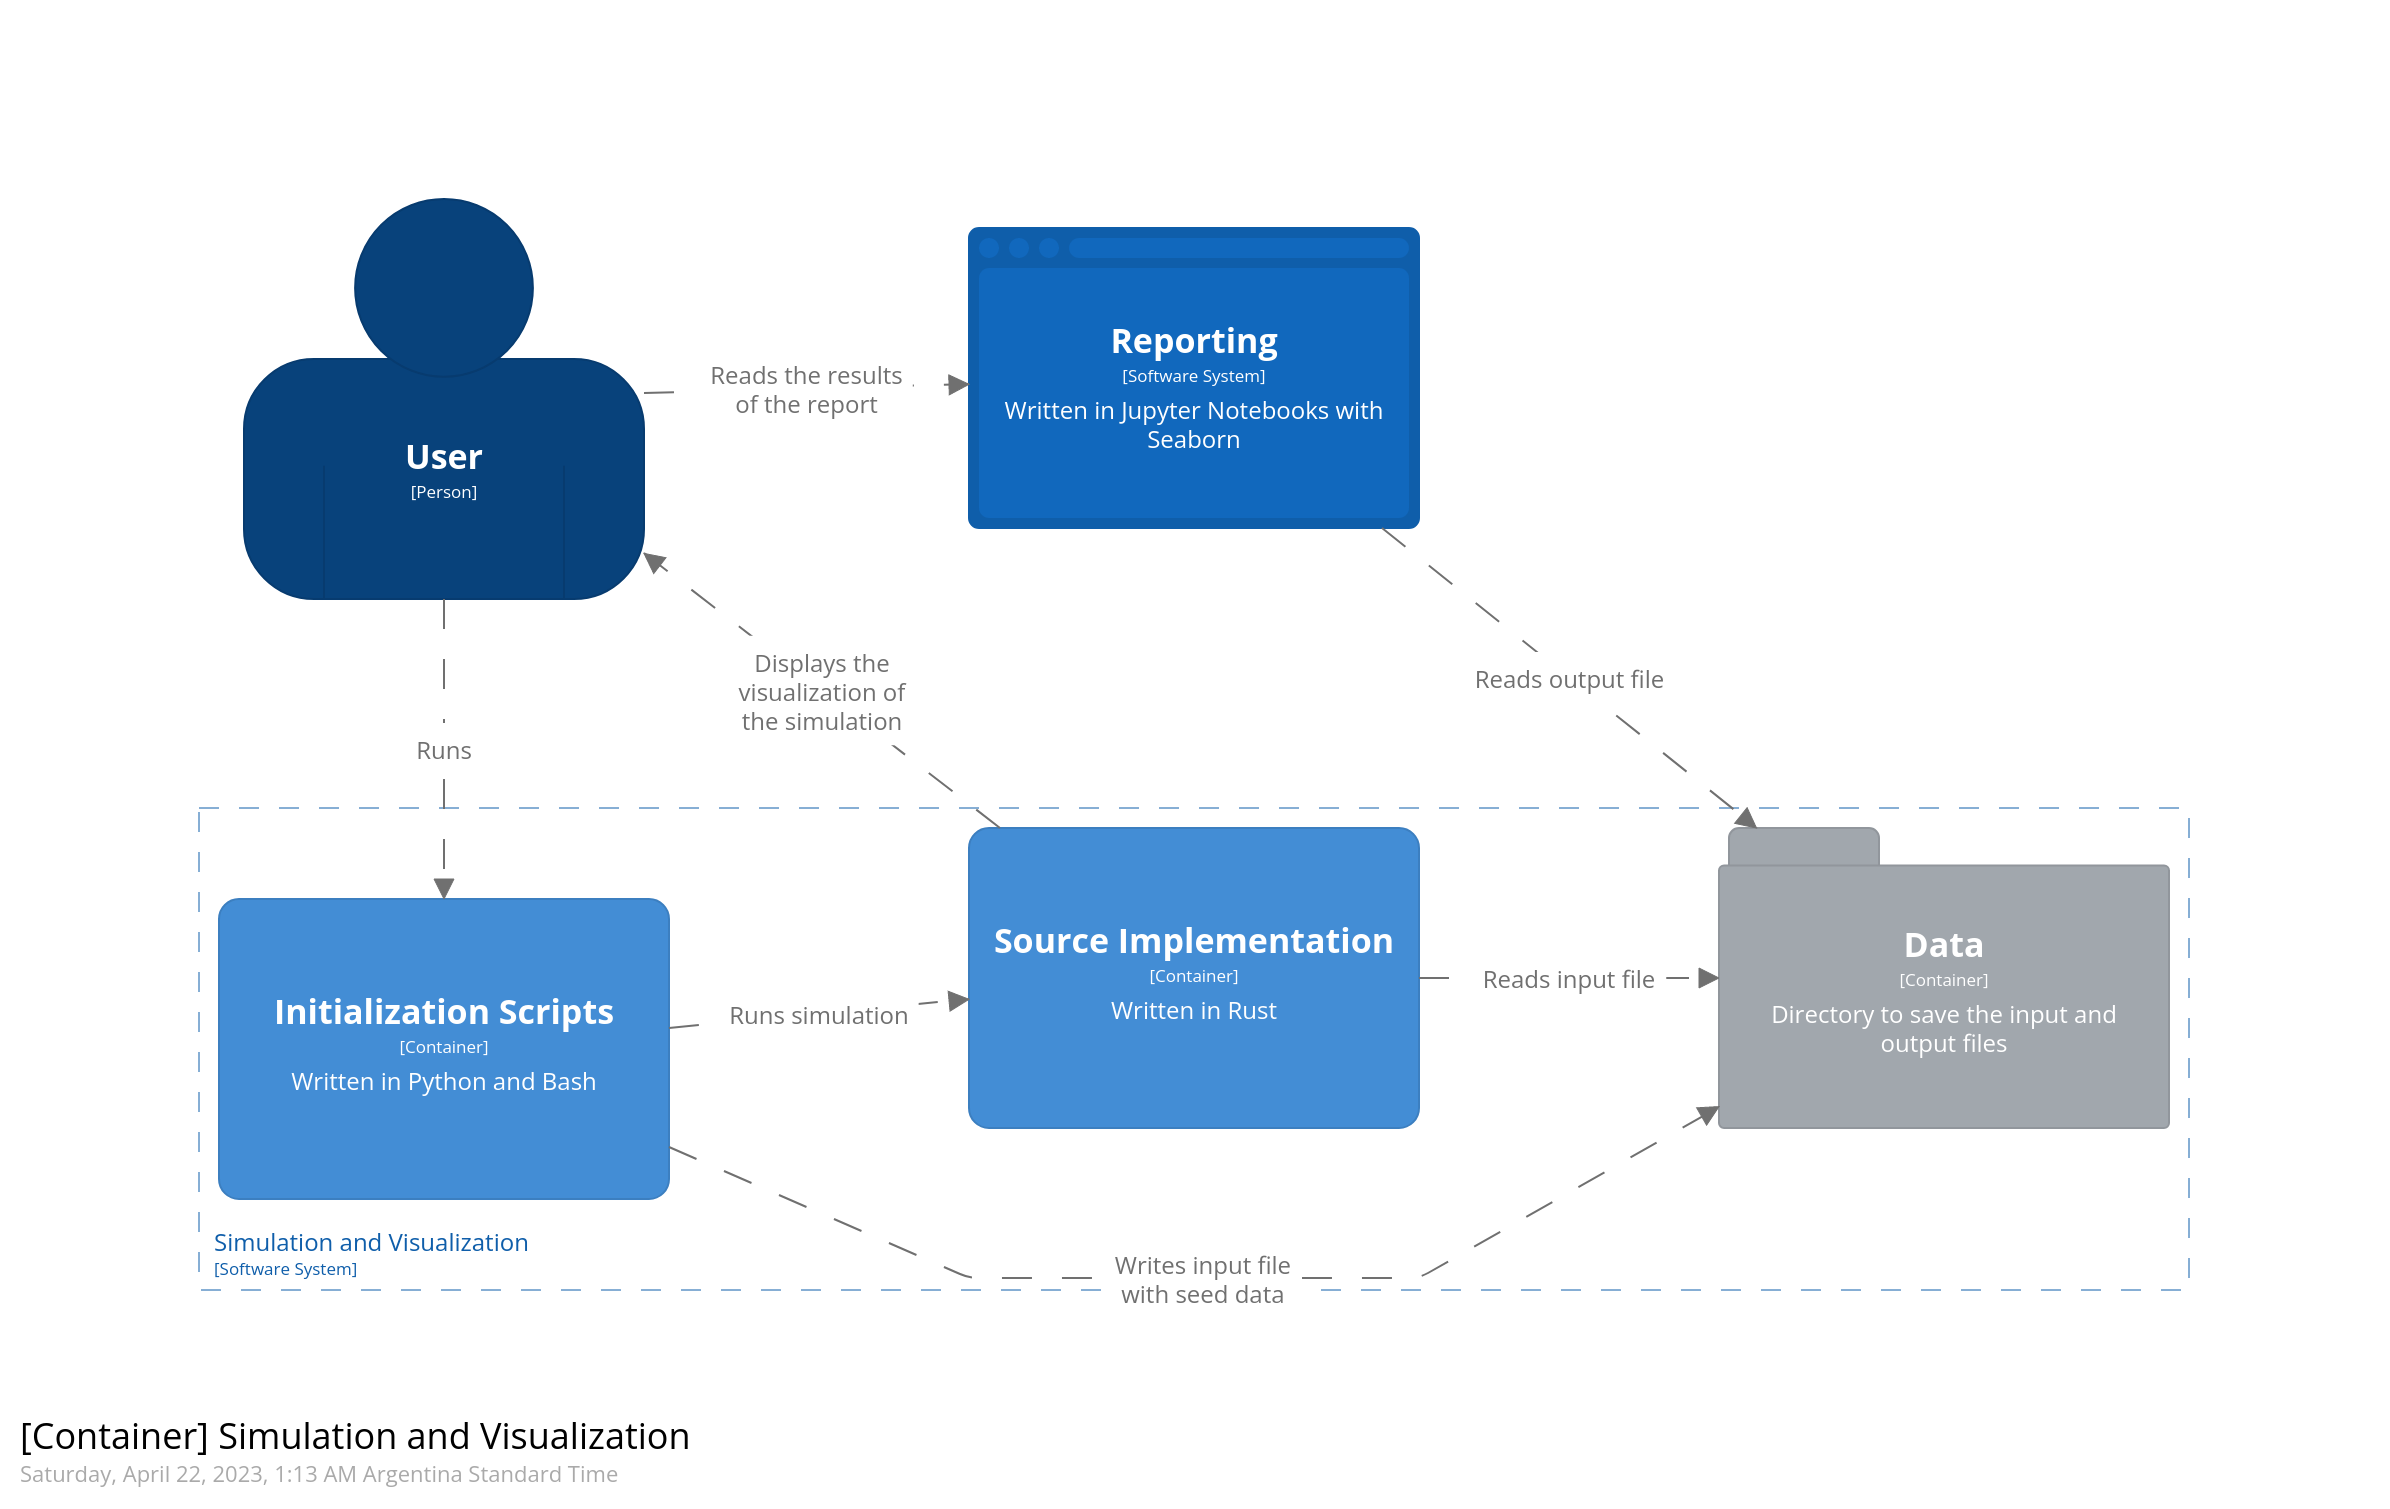 User
[Person]
Reads the results
of the report
Reporting
[Software System]
Written in Jupyter Notebooks with
Seaborn
Runs
Displays the
visualization of
the simulation
Reads output file
Initialization Scripts
[Container]
Written in Python and Bash
Runs simulation
Source Implementation
[Container]
Written in Rust
Reads input file
Data
[Container]
Directory to save the input and
output files
Writes input file
with seed data
Simulation and Visualization
[Software System]
[Container] Simulation and Visualization
Saturday, April 22, 2023, 1:13 AM Argentina Standard Time